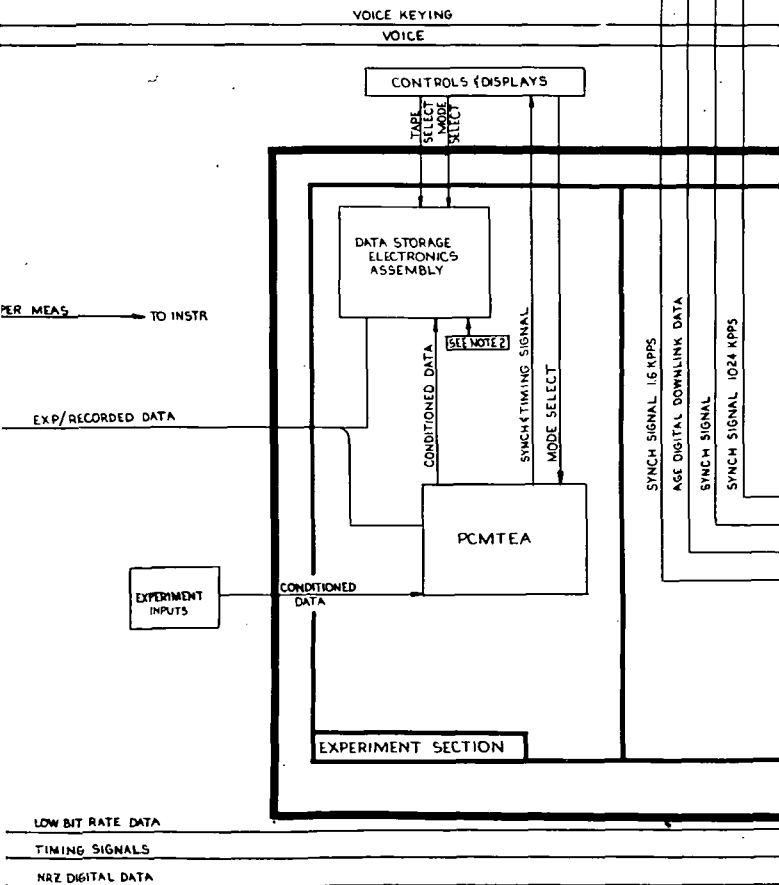 VOICE KEYING
VOICE
CONTROLS & DISPLAYS
TAPE
SELECT
MODE
SELECT
DATA STORAGE
ELECTRONICS
ASSEMBLY
PER MEAS
TO INSTR
SEE NOTE 2
CONDITIONED DATA
SYNCH & TIMING SIGNAL
MODE SELECT
SYNCH SIGNAL 1.6 KPPS
AGE DIGITAL DOWNLINK DATA
SYNCH SIGNAL
SYNCH SIGNAL 1024 KPPS
EXP/RECORDED DATA
PCMTEA
EXPERIMENT
INPUTS
CONDITIONED
DATA
EXPERIMENT SECTION
LOW BIT RATE DATA
TIMING SIGNALS
NRZ DIGITAL DATA